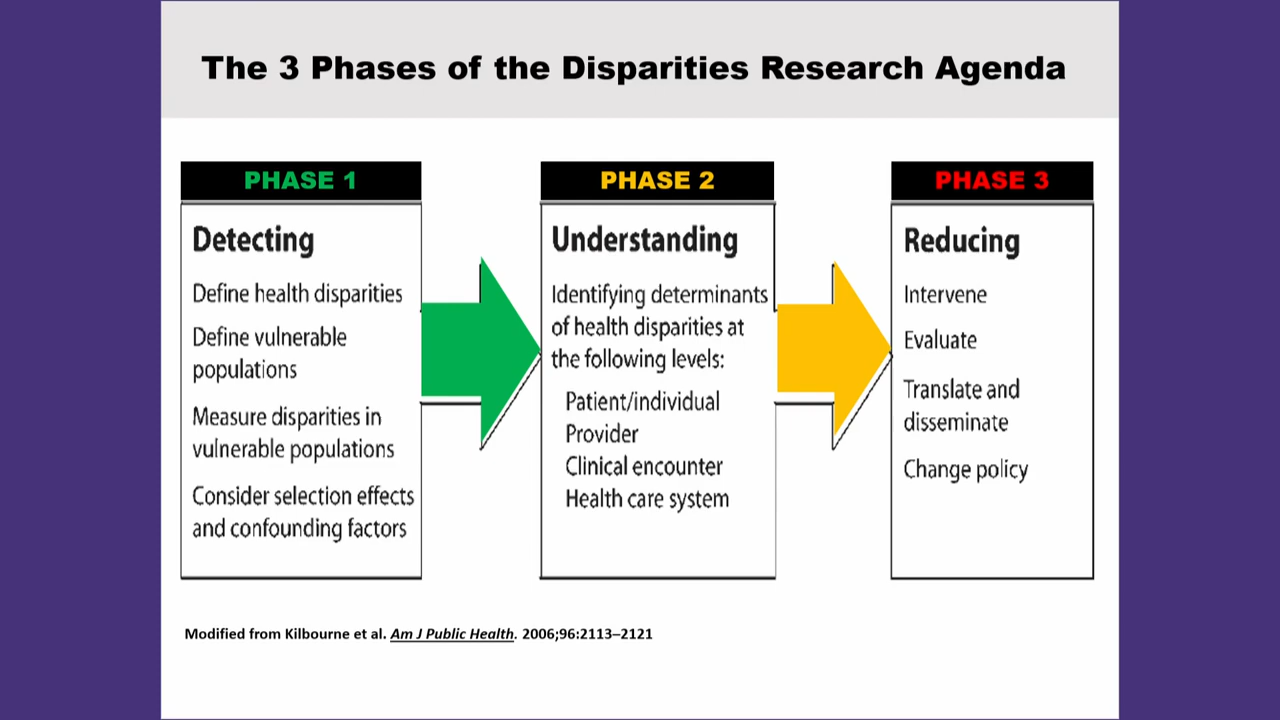 The 3 Phases of the Disparities Research Agenda
PHASE 1
Detecting
Define health disparities
Define vulnerable
populations
Measure disparities in
vulnerable populations
Consider selection effects
and confounding factors
PHASE 2
Understanding
Identifying determinants
of health disparities at
the following levels:
Patient/individual
Provider
Clinical encounter
Health care system
PHASE 3
Reducing
Intervene
Evaluate
Translate and
disseminate
Change policy
Modified from Kilbourne et al. Am J Public Health. 2006;96:2113–2121